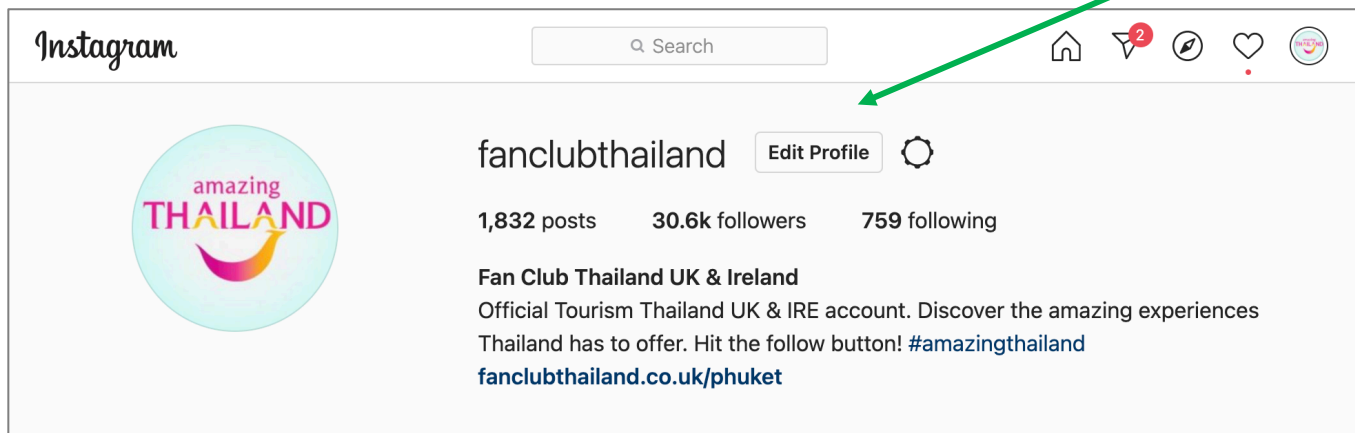 Instagram
Search
2
fanclubthailand Edit Profile
amazing
THAILAND
1,832 posts 30.6k followers 759 following
Fan Club Thailand UK & Ireland
Official Tourism Thailand UK & IRE account. Discover the amazing experiences
Thailand has to offer. Hit the follow button! #amazingthailand
fanclubthailand.co.uk/phuket